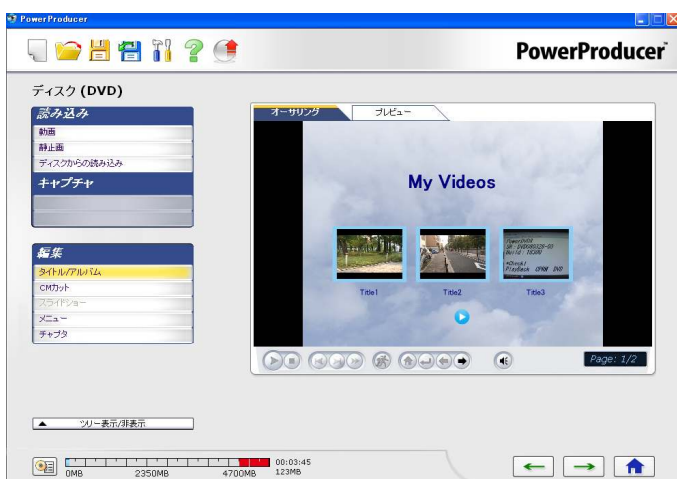 PowerProducer
PowerProducer
ディスク (DVD)
読み込み
動画
静止画
ディスクからの読み込み
キャプチャ
オーサリング
プレビュー
My Videos
Title1
Title2
Title3
編集
タイトル/アルバム
CMカット
スライドショー
メニュー
チャプタ
Page: 1/2
ツリー表示/非表示
00:03:45
0MB 2350MB 4700MB 123MB